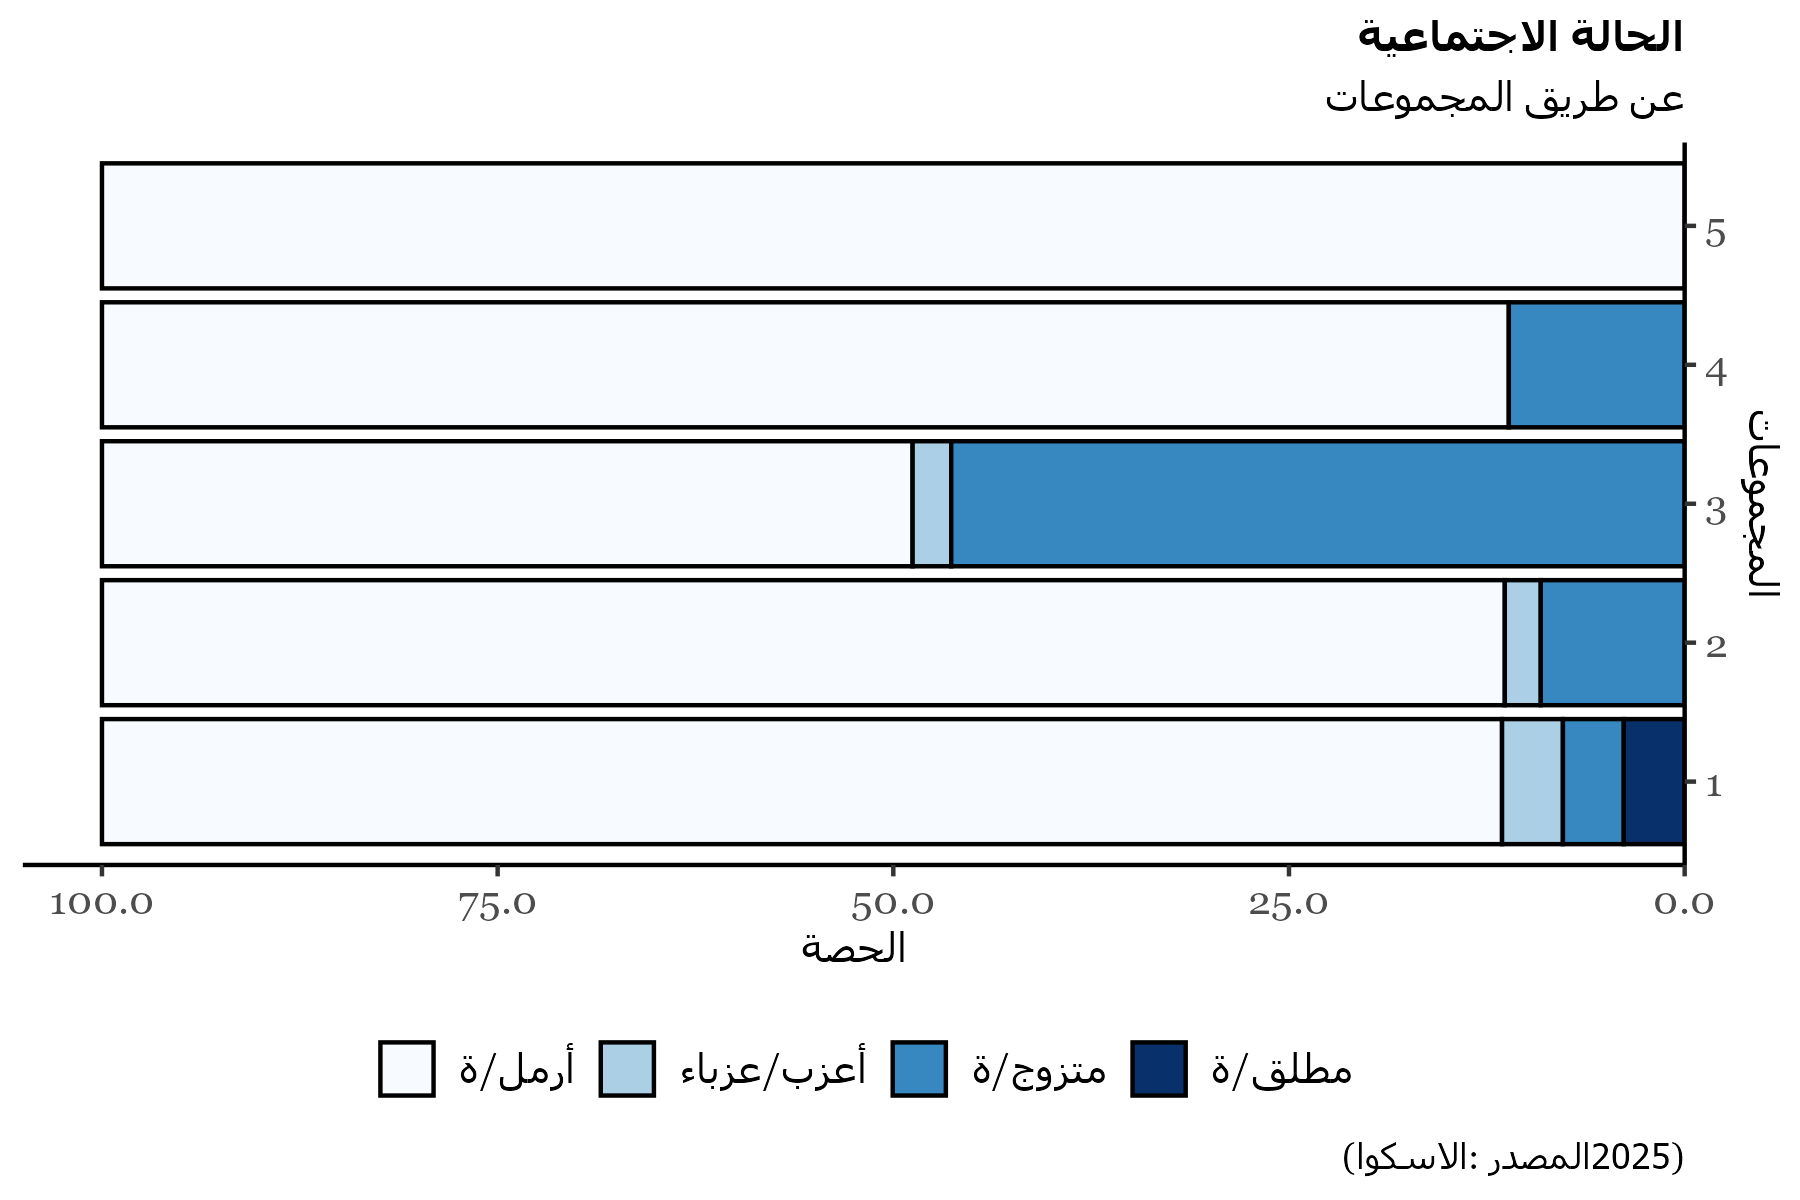 الحالة الاجتماعية
عن طريق المجموعات
5
4
3
2
1
المجموعات
100.0 75.0 50.0 25.0 0.0
الحصة
أرمل/ة أعزب/عزباء متزوج/ة مطلق/ة
(2025المصدر :الاسكوا)